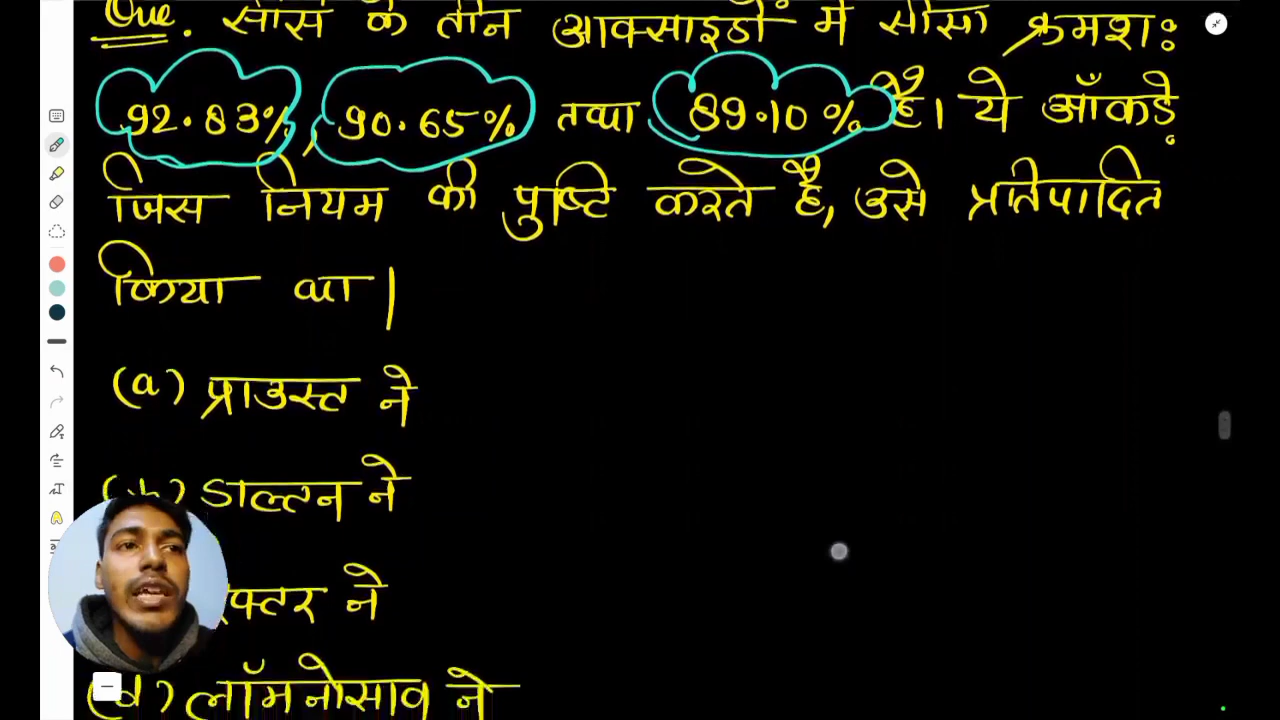 Que. सीसे के तीन आक्साइडों में सीसा क्रमशः
92.83%, 90.65% तथा 89.10% है। ये आँकड़े
जिस नियम की पुष्टि करते है, उसे प्रतिपादित
किया था|
(a) प्राउस्ट ने
(b) डाल्टन ने
ने
(d) लॉमनोसाव ने